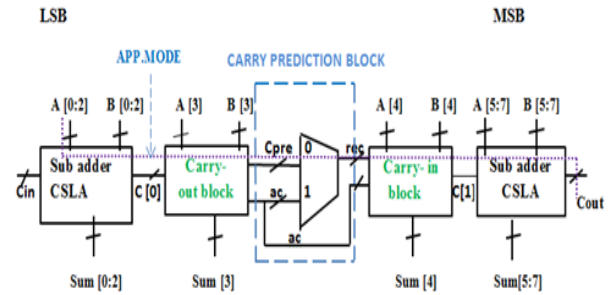 LSB MSB
APP.MODE CARRY PREDICTION BLOCK
A [0:2] B [0:2] A [3] B [3] A [4] B [4] A [5:7] B [5:7]
Cpre 0 rec
Sub adder Carry- Carry- in Sub adder
Cin CSLA C[0] out block ac 1 block C[1] CSLA Cout
ac
Sum [0:2] Sum [3] Sum [4] Sum[5:7]